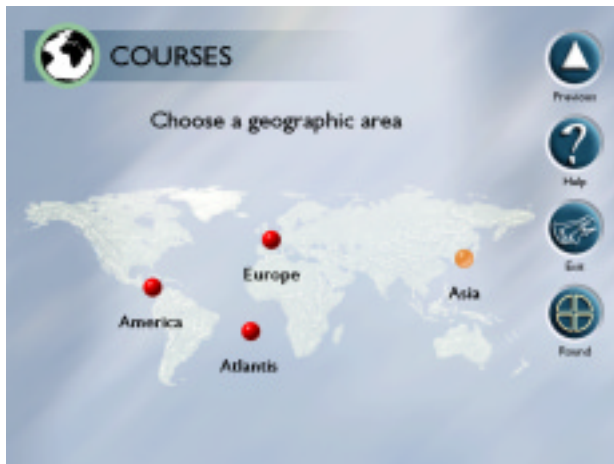 COURSES
Previous
Choose a geographic area
Help
Europe
Exit
Asia
America
Round
Atlantis